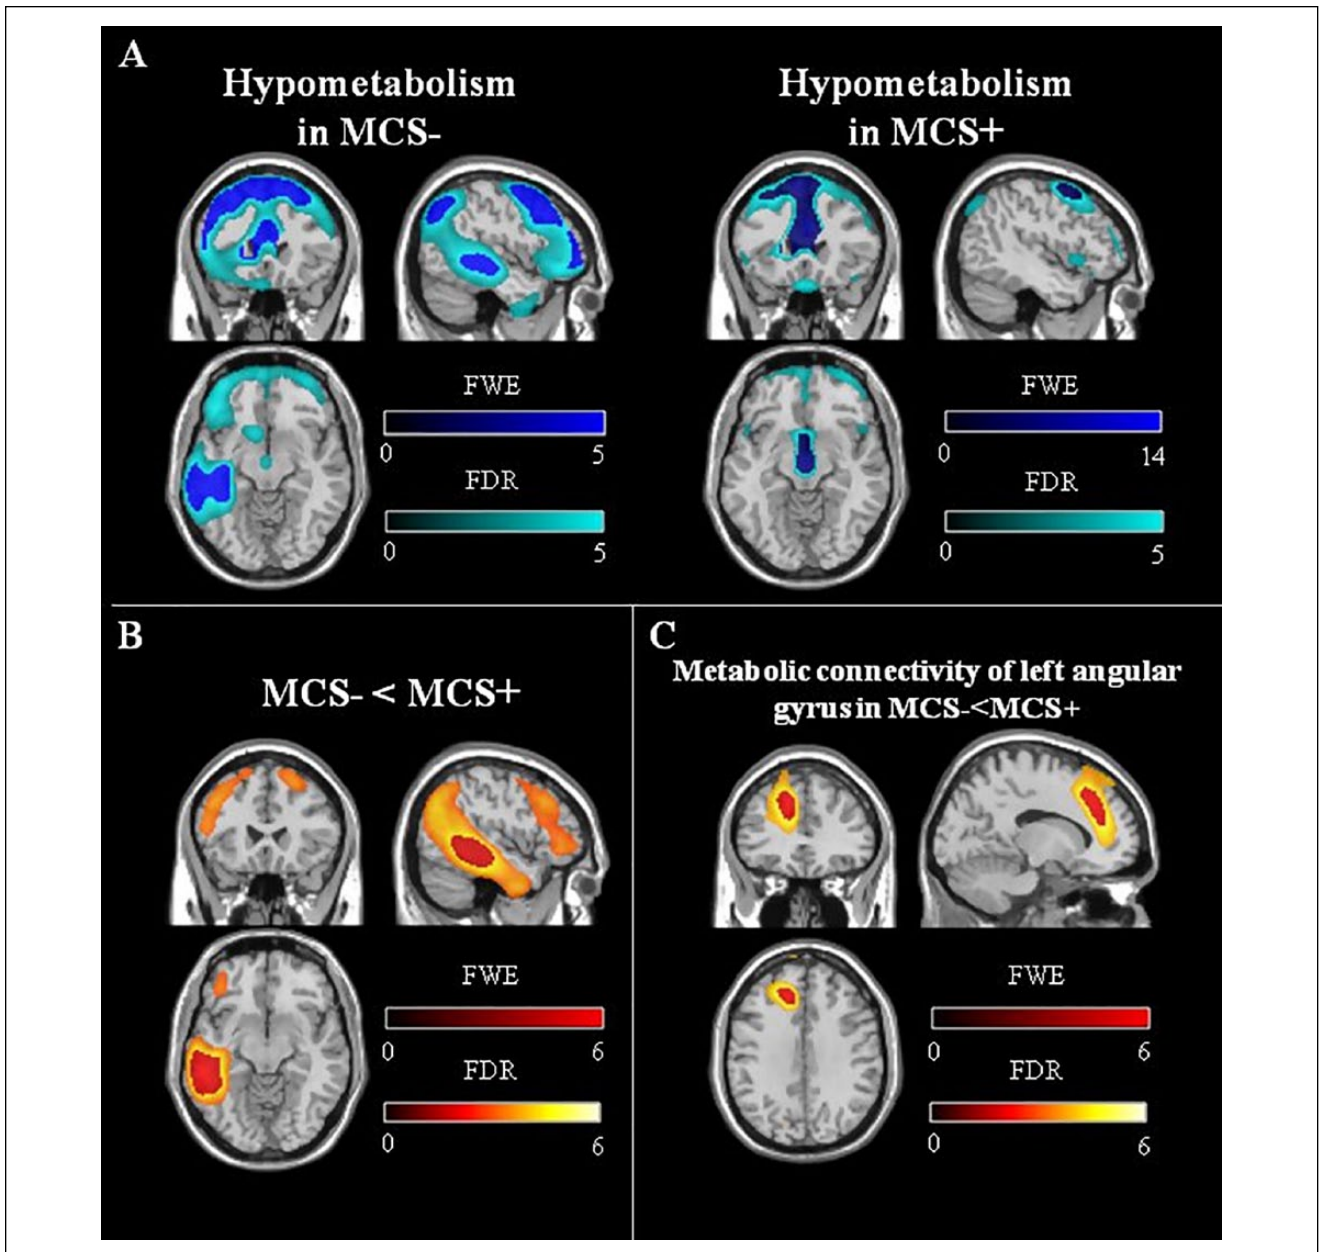 A
Hypometabolism
in MCS-
Hypometabolism
in MCS+
FWE
0 5
FDR
0 5
FWE
0 14
FDR
0 5
B
MCS- < MCS+
FWE
0 6
FDR
0 6
C
Metabolic connectivity of left angular
gyrus in MCS-<MCS+
FWE
0 6
FDR
0 6